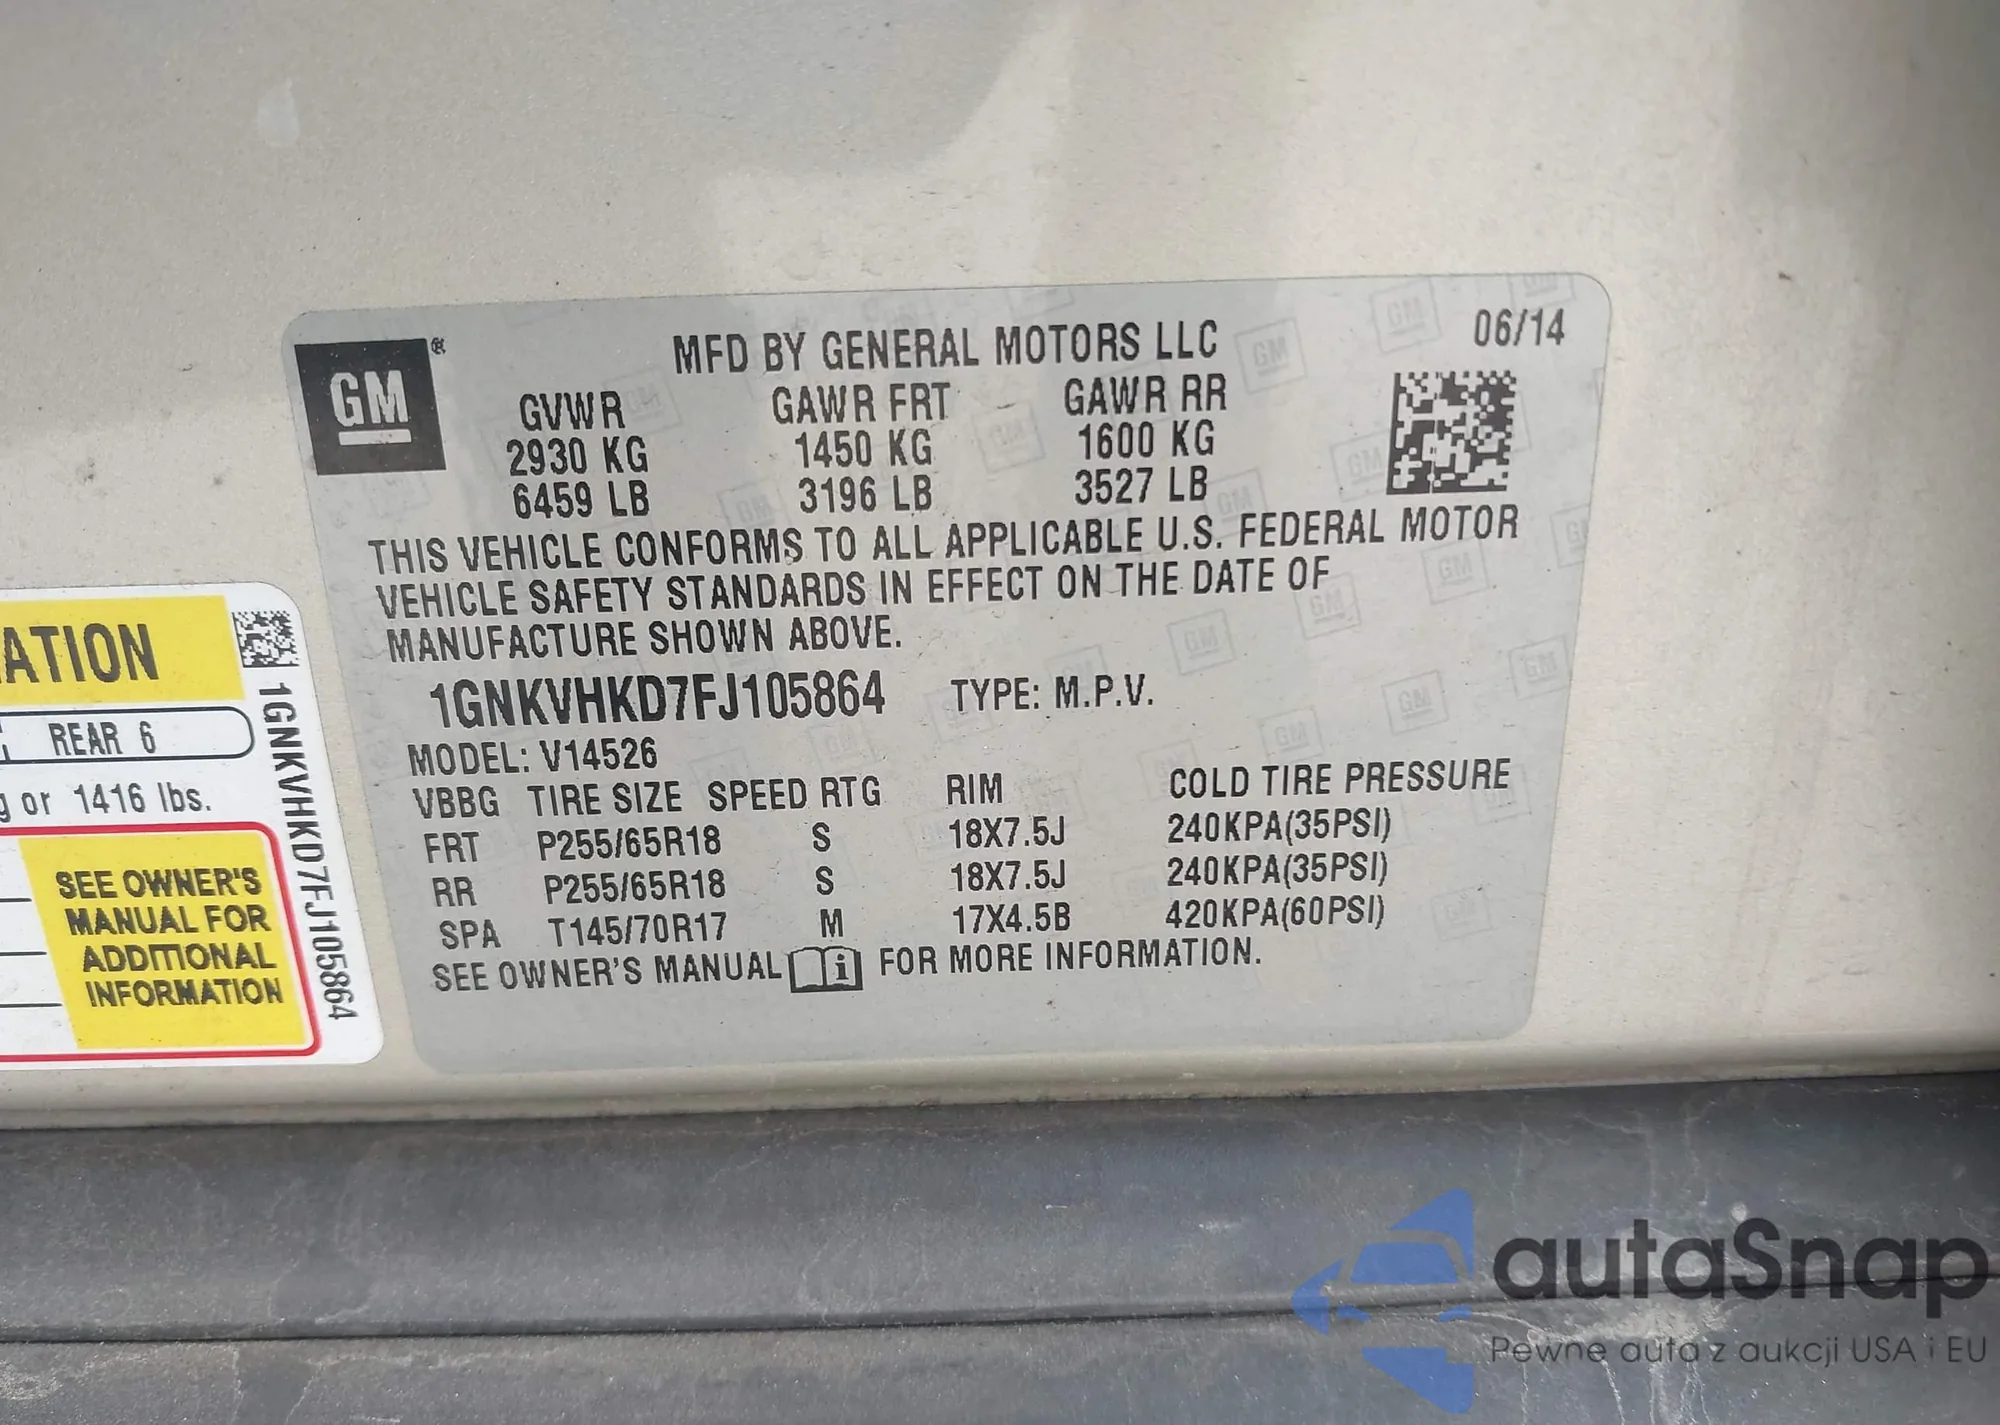 GM
®
MFD BY GENERAL MOTORS LLC
06/14
GVWR GAWR FRT GAWR RR
2930 KG 1450 KG 1600 KG
6459 LB 3196 LB 3527 LB
THIS VEHICLE CONFORMS TO ALL APPLICABLE U.S. FEDERAL MOTOR
VEHICLE SAFETY STANDARDS IN EFFECT ON THE DATE OF
MANUFACTURE SHOWN ABOVE.
1GNKVHKD7FJ105864 TYPE: M.P.V.
MODEL: V14526
VBBG TIRE SIZE SPEED RTG RIM COLD TIRE PRESSURE
FRT P255/65R18 S 18X7.5J 240KPA(35PSI)
RR P255/65R18 S 18X7.5J 240KPA(35PSI)
SPA T145/70R17 M 17X4.5B 420KPA(60PSI)
SEE OWNER'S MANUAL i FOR MORE INFORMATION.
ATION
REAR 6
g or 1416 lbs.
SEE OWNER'S
MANUAL FOR
ADDITIONAL
INFORMATION
1GNKVHKD7FJ105864
autaSnap
Pewne auta z aukcji USA i EU